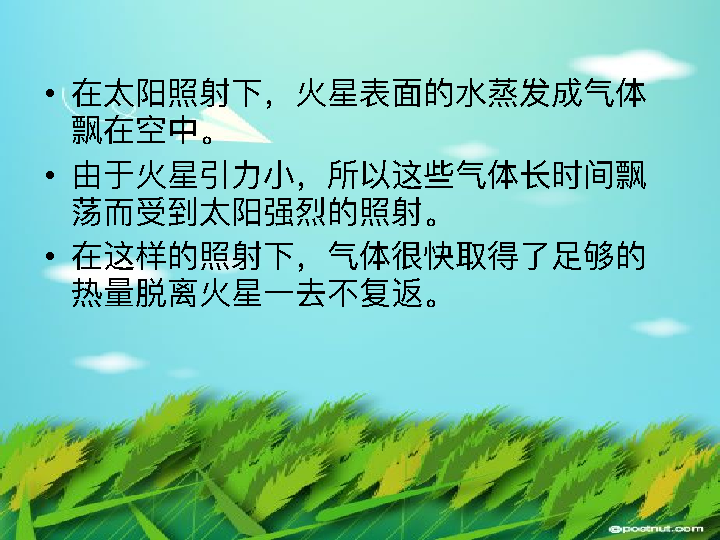 • 在太阳照射下，火星表面的水蒸发成气体
飘在空中。
• 由于火星引力小，所以这些气体长时间飘
荡而受到太阳强烈的照射。
• 在这样的照射下，气体很快取得了足够的
热量脱离火星一去不复返。
@pootnut.com